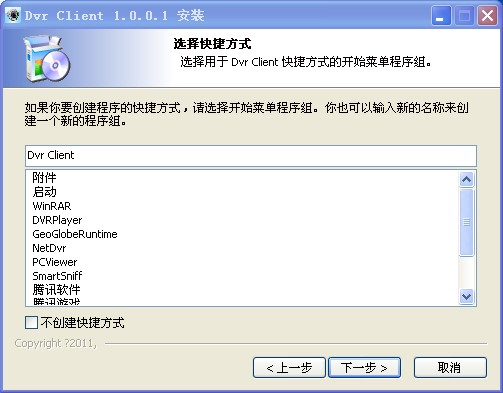 Dvr Client 1.0.0.1 安装
选择快捷方式
选择用于 Dvr Client 快捷方式的开始菜单程序组。
如果你要创建程序的快捷方式，请选择开始菜单程序组。你也可以输入新的名称来创
建一个新的程序组。
Dvr Client
附件
启动
WinRAR
DVRPlayer
GeoGlobeRuntime
NetDvr
PCViewer
SmartSniff
腾讯软件
腾讯游戏
不创建快捷方式
Copyright ?2011,
< 上一步
下一步 >
取消